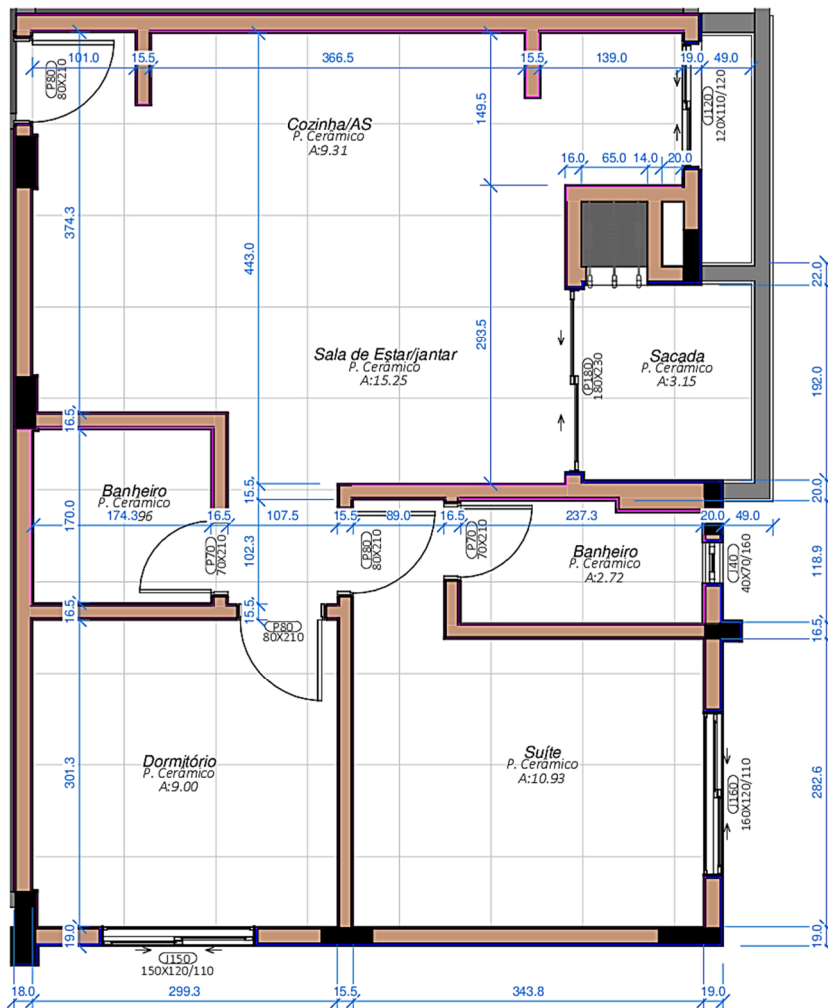 101.0
15.5
366.5
15.5
139.0
19.0
49.0
P80
80X210
J120
120X110/120
Cozinha/AS
P. Cerâmico
A:9.31
149.5
16.0
65.0
14.0
20.0
374.3
443.0
22.0
293.5
Sala de Estar/jantar
P. Cerâmico
A:15.25
P180
180X230
Sacada
P. Cerâmico
A:3.15
192.0
16.5
15.5
20.0
Banheiro
P. Cerâmico
174.3
96
16.5
107.5
15.5
89.0
16.5
237.3
20.0
49.0
170.0
P70
70X210
102.3
P80
80X210
P70
70X210
Banheiro
P. Cerâmico
A:2.72
J40
40X70/160
118.9
16.5
15.5
P80
80X210
16.5
Dormitório
P. Cerâmico
A:9.00
Suíte
P. Cerâmico
A:10.93
301.3
J160
160X120/110
282.6
19.0
19.0
J150
150X120/110
18.0
299.3
15.5
343.8
19.0